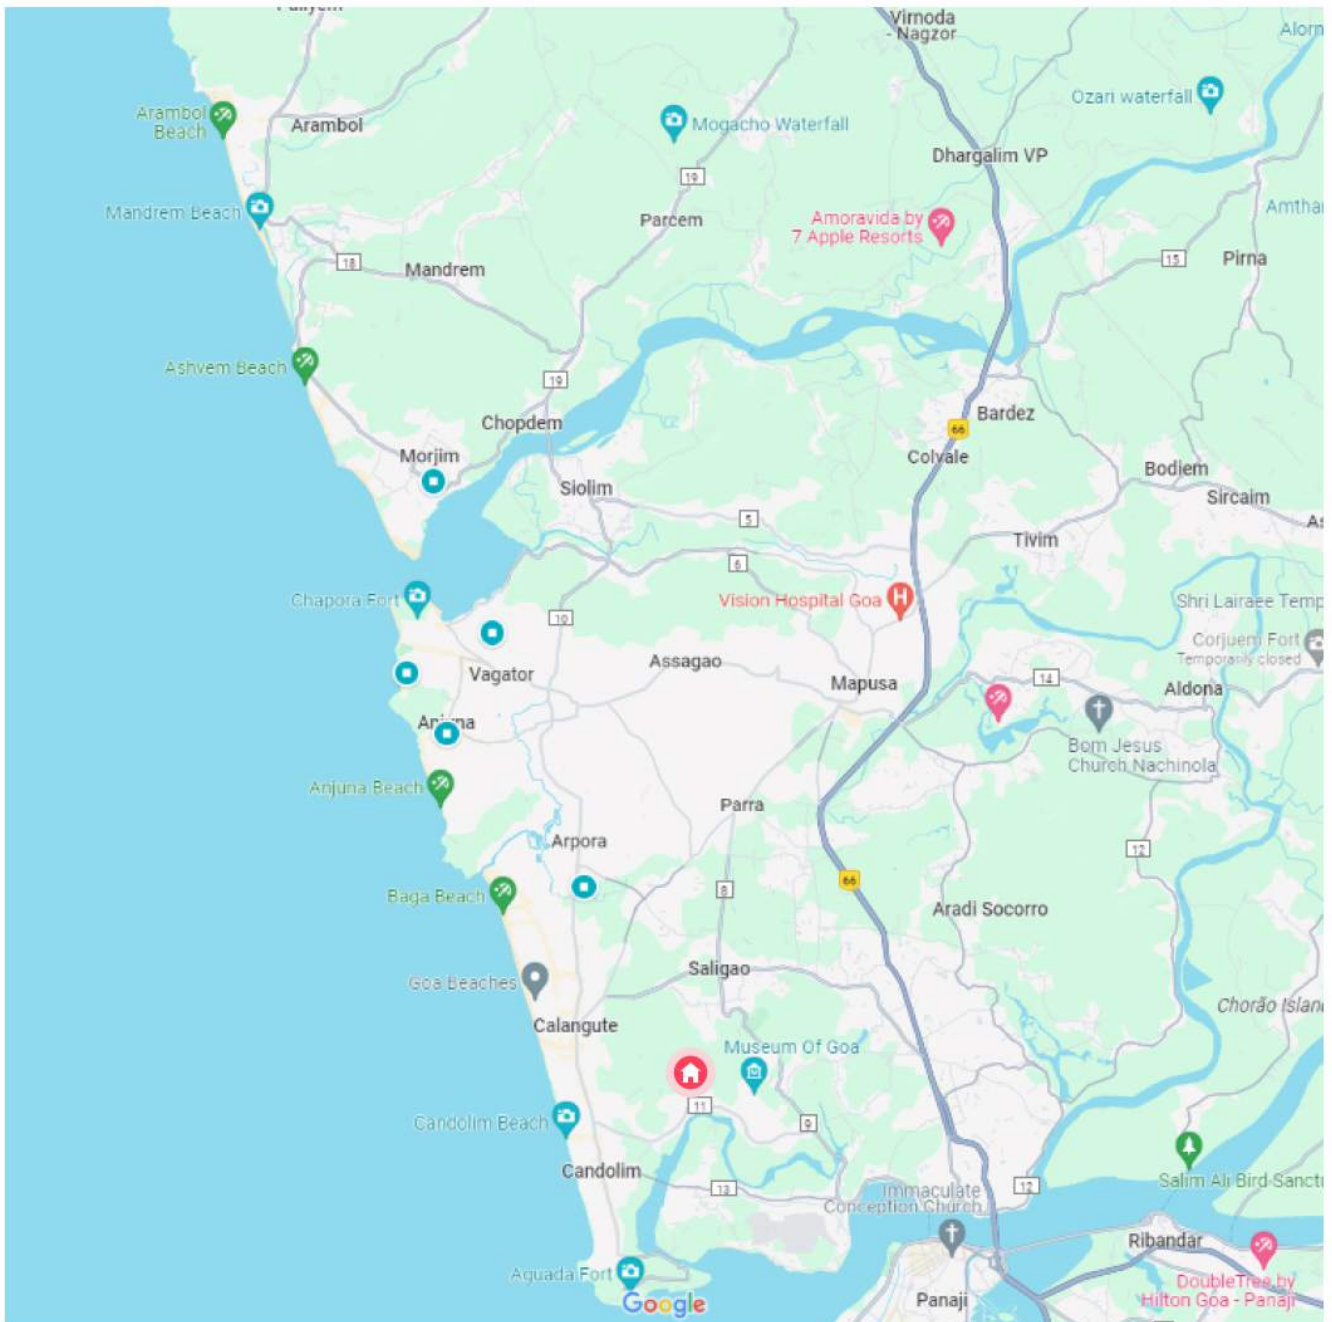 Virnoda
- Nagzor
Arambol
Beach
Arambol
Mogacho Waterfall
Ozari waterfall
Dhargalim VP
19
Mandrem Beach
Parcem
Amoravida by
7 Apple Resorts
15
Pirna
18
Mandrem
Ashvem Beach
19
Chopdem
Bardez
66
Colvale
Morjim
Siolim
Bodiem
Sircaim
5
Tivim
6
Chapora Fort
Vision Hospital Goa
10
Shri Lairaee Temp
Corjuem Fort
Temporarily closed
Vagator
Assagao
Mapusa
14
Aldona
Bom Jesus
Church Nachinola
Anjuna Beach
Parra
Arpora
12
8
66
Baga Beach
Aradi Socorro
Saligao
Goa Beaches
Calangute
Chorão Islan
Museum Of Goa
11
Candolim Beach
9
Candolim
13
Immaculate
Conception Church
12
Salim Ali Bird Sanctu
Ribandar
Aguada Fort
DoubleTree by
Hilton Goa - Panaji
Google
Panaji